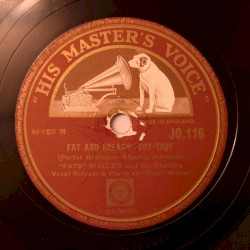 "HIS MASTER'S VOICE"
MADE IN ENGLAND
SPEED 78
JO.116
FAT AND GREASY - FOX-TROT
(Porter Grainger - Charlie Johnson)
"FATS" WALLER and his Rhythm
Vocal Refrain & Piano by "Fats" Waller